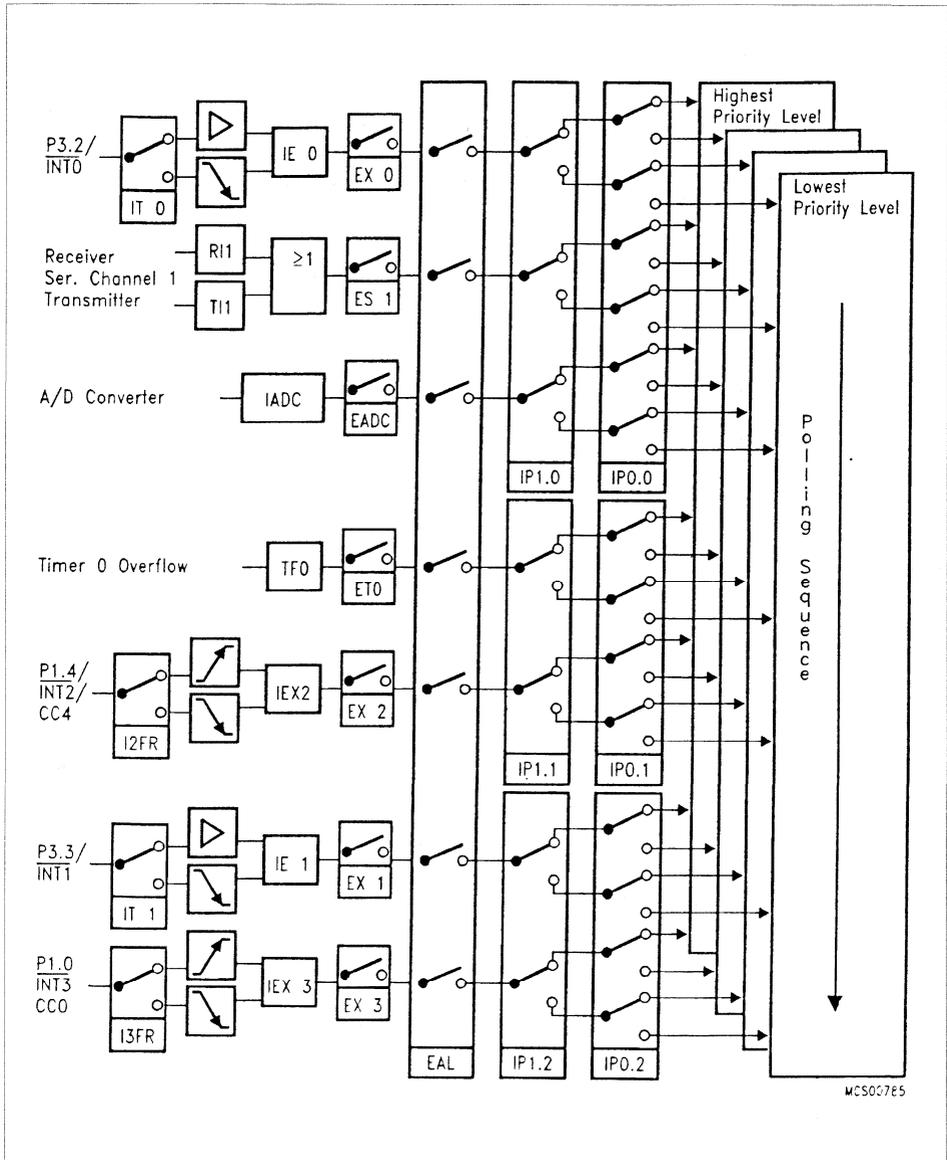 Highest
Priority Level
Lowest
Priority Level
P3.2/
INT0
IT 0
IE 0
EX 0
Receiver
Ser. Channel 1
Transmitter
RI1
TI1
≥1
ES 1
A/D Converter
IADC
EADC
IP1.0
IP0.0
Polling Sequence
Timer 0 Overflow
TF0
ET0
P1.4/
INT2/
CC4
I2FR
IEX2
EX 2
IP1.1
IP0.1
P3.3/
INT1
IT 1
IE 1
EX 1
P1.0
INT3
CC0
I3FR
IEX 3
EX 3
EAL
IP1.2
IP0.2
MCS00785